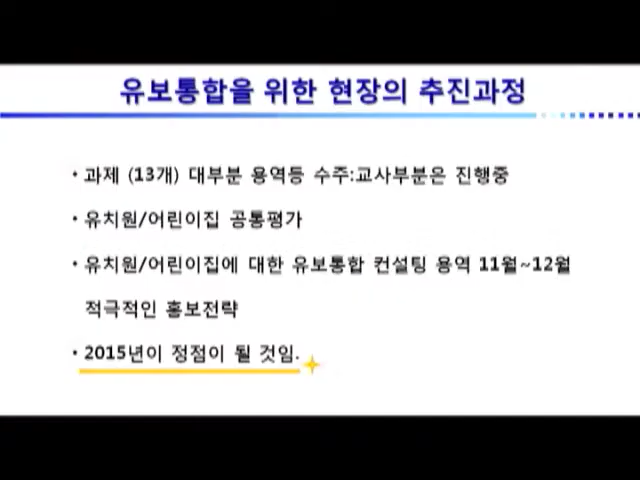 유보통합을 위한 현장의 추진과정
· 과제 (13개) 대부분 용역등 수주:교사부분은 진행중
· 유치원/어린이집 공통평가
· 유치원/어린이집에 대한 유보통합 컨설팅 용역 11월~12월
적극적인 홍보전략
· 2015년이 정점이 될 것임.